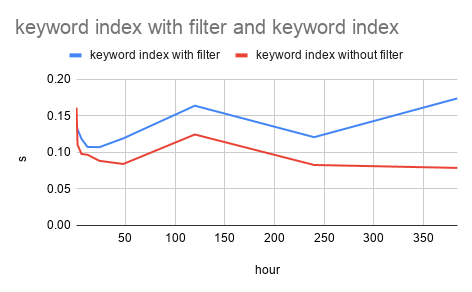 keyword index with filter and keyword index
keyword index with filter
keyword index without filter
0.20
0.15
0.10
0.05
0.00
s
50
100
150
200
250
300
350
hour